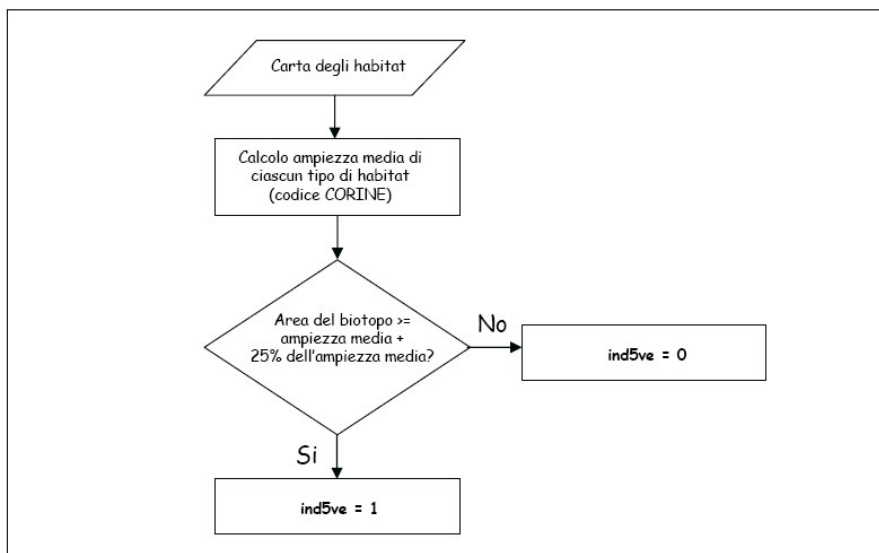 Carta degli habitat
Calcolo ampiezza media di
ciascun tipo di habitat
(codice CORINE)
Area del biotopo >=
ampiezza media +
25% dell'ampiezza media?
No
ind5ve = 0
Si
ind5ve = 1